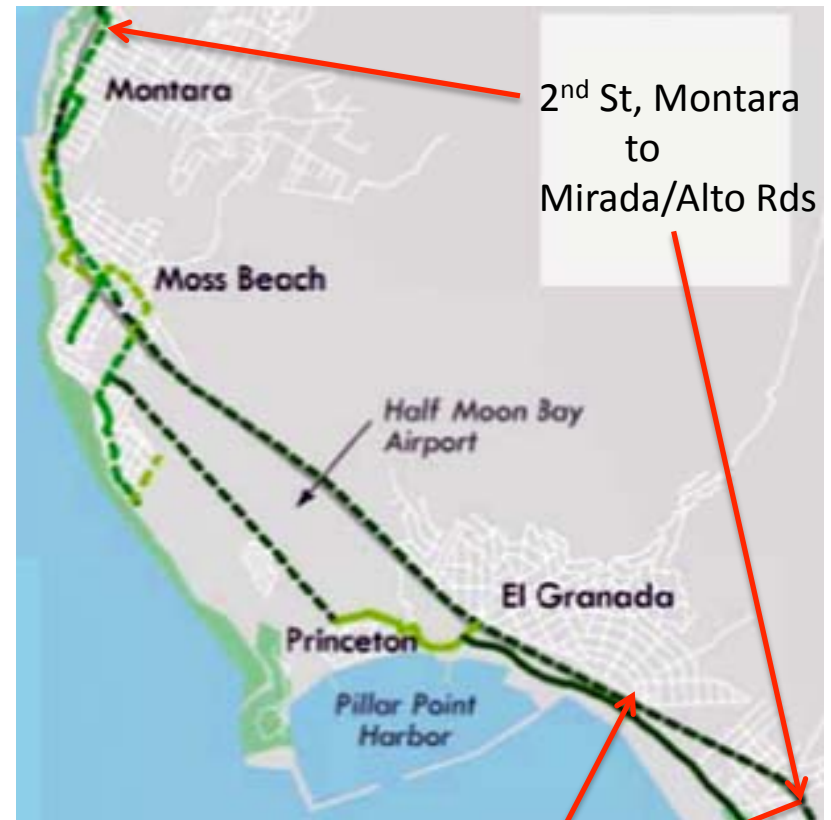 2nd St, Montara
to
Mirada/Alto Rds
Montara
Moss Beach
Half Moon Bay
Airport
El Granada
Princeton
Pillar Point
Harbor